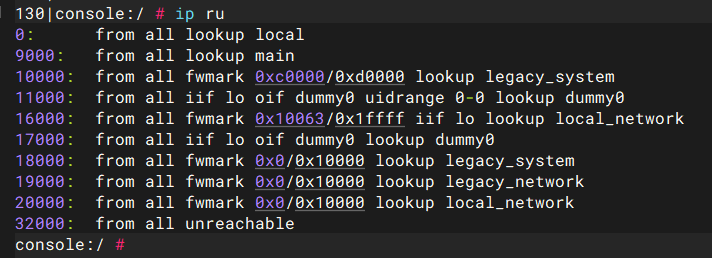 130|console:/ # ip ru
0: from all lookup local
9000: from all lookup main
10000: from all fwmark 0xc0000/0xd0000 lookup legacy_system
11000: from all iif lo oif dummy0 uidrange 0-0 lookup dummy0
16000: from all fwmark 0x10063/0x1ffff iif lo lookup local_network
17000: from all iif lo oif dummy0 lookup dummy0
18000: from all fwmark 0x0/0x10000 lookup legacy_system
19000: from all fwmark 0x0/0x10000 lookup legacy_network
20000: from all fwmark 0x0/0x10000 lookup local_network
32000: from all unreachable
console:/ #